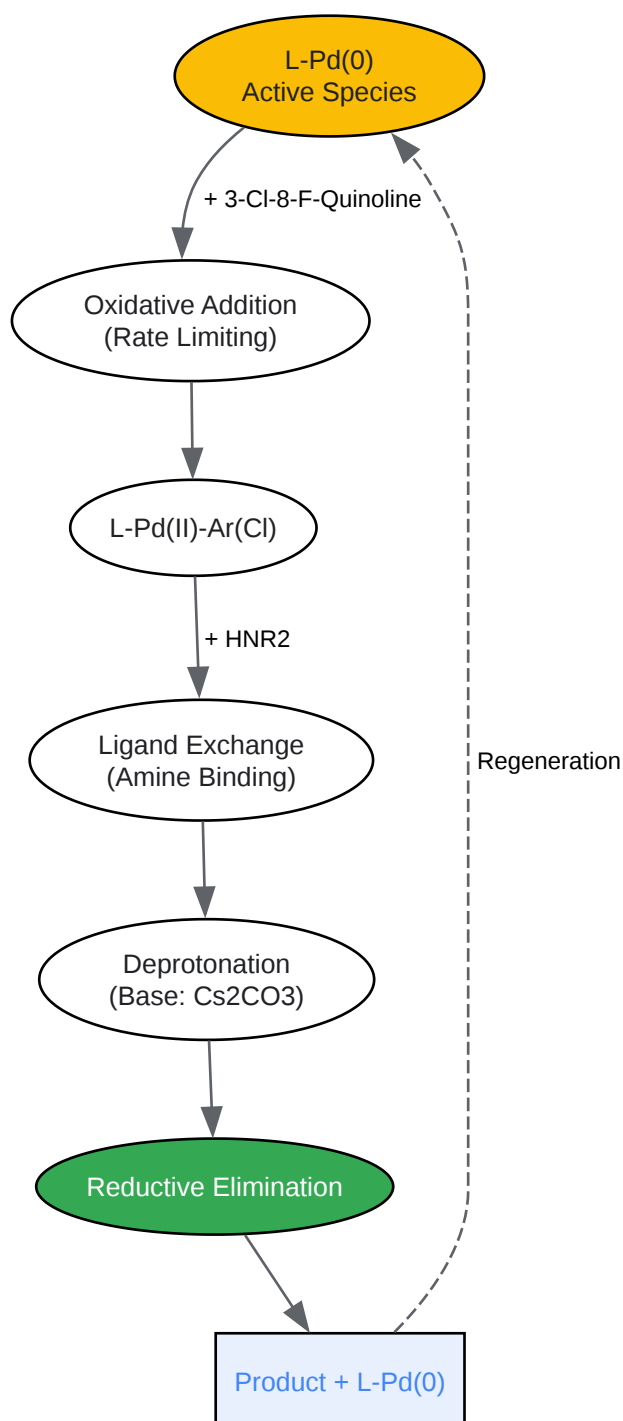 L-Pd(0)
Active Species
+ 3-Cl-8-F-Quinoline
Oxidative Addition
(Rate Limiting)
L-Pd(II)-Ar(Cl)
+ HNR2
Ligand Exchange
(Amine Binding)
Regeneration
Deprotonation
(Base: Cs2CO3)
Reductive Elimination
Product + L-Pd(0)